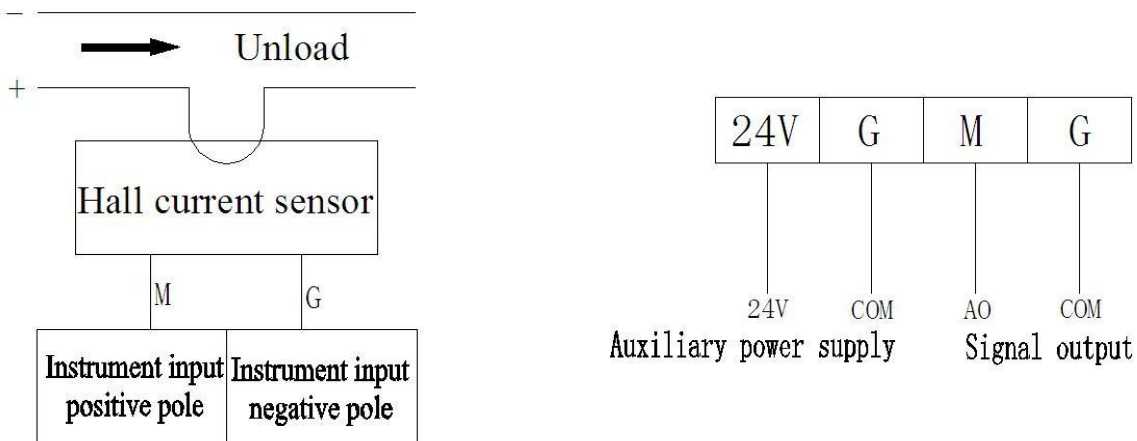 −
Unload
+
Hall current sensor
M G
Instrument input
positive pole
Instrument input
negative pole
24V G M G
24V COM AO COM
Auxiliary power supply
Signal output